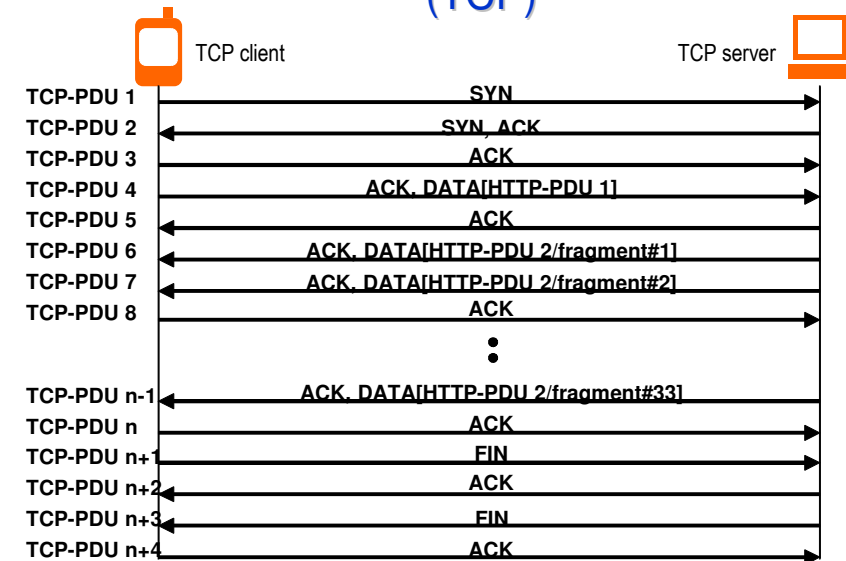 (TCP)
TCP client TCP server
TCP-PDU 1 SYN
TCP-PDU 2 SYN, ACK
TCP-PDU 3 ACK
TCP-PDU 4 ACK, DATA[HTTP-PDU 1]
TCP-PDU 5 ACK
TCP-PDU 6 ACK, DATA[HTTP-PDU 2/fragment#1]
TCP-PDU 7 ACK, DATA[HTTP-PDU 2/fragment#2]
TCP-PDU 8 ACK
TCP-PDU n-1 ACK, DATA[HTTP-PDU 2/fragment#33]
TCP-PDU n ACK
TCP-PDU n+1 FIN
TCP-PDU n+2 ACK
TCP-PDU n+3 FIN
TCP-PDU n+4 ACK